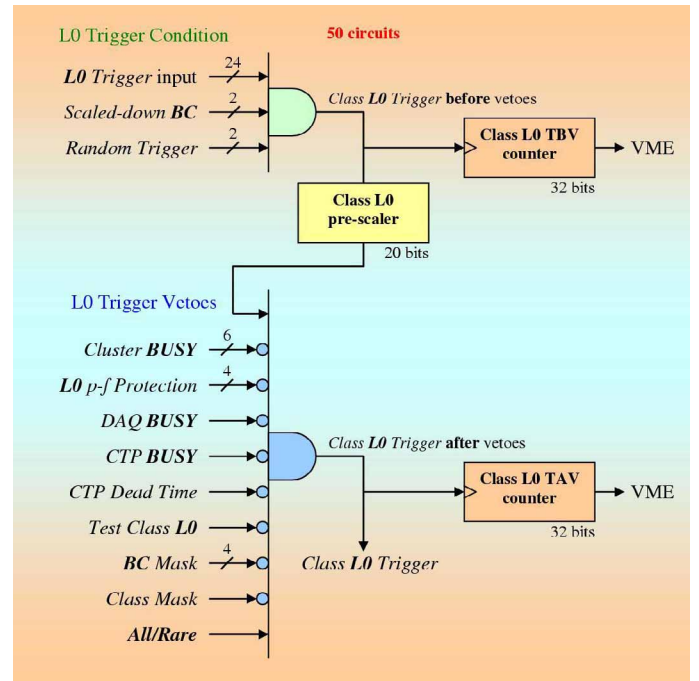 L0 Trigger Condition
50 circuits
L0 Trigger input
24
Scaled-down BC
2
Random Trigger
2
Class L0 Trigger before vetoes
Class L0 TBV
counter
VME
32 bits
Class L0
pre-scaler
20 bits
L0 Trigger Vetoes
Cluster BUSY
6
L0 p-f Protection
4
DAQ BUSY
CTP BUSY
Class L0 Trigger after vetoes
Class L0 TAV
counter
VME
32 bits
CTP Dead Time
Test Class L0
BC Mask
4
Class L0 Trigger
Class Mask
All/Rare